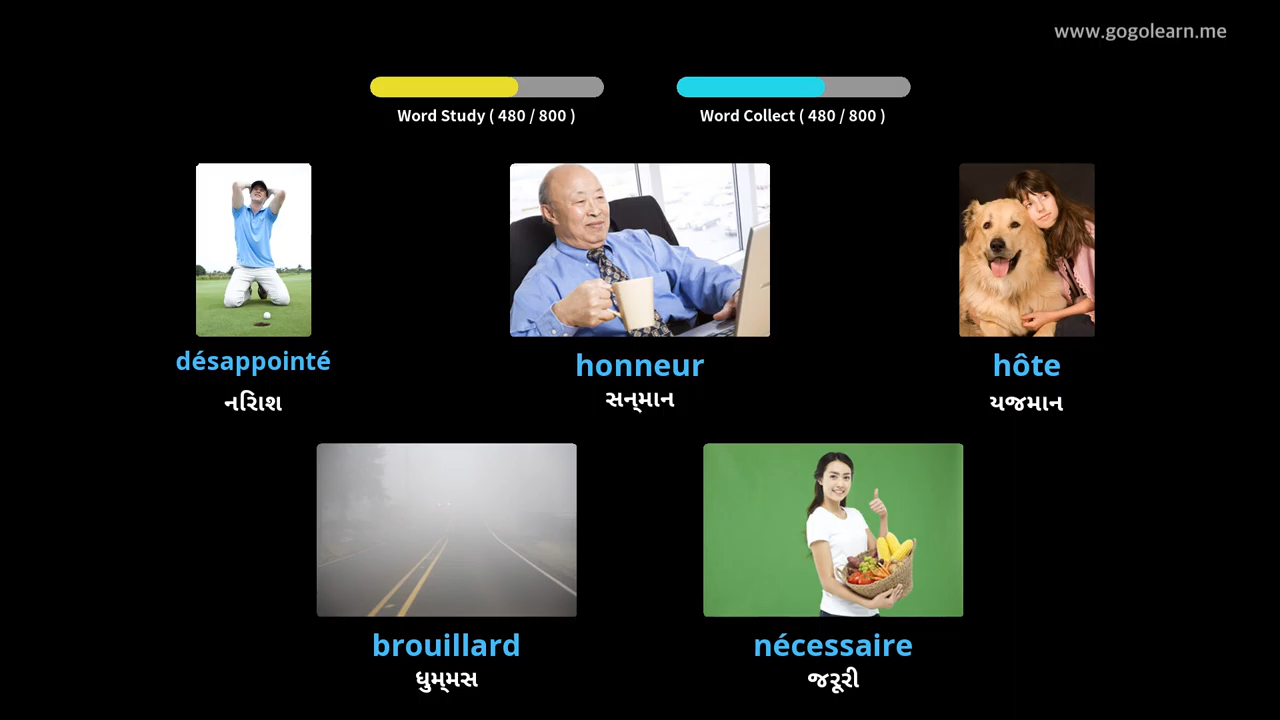 www.gogolearn.me
Word Study ( 480 / 800 )
Word Collect ( 480 / 800 )
désappointé
નિરાશ
honneur
સન્માન
hôte
યજમાન
brouillard
ધુમ્મસ
nécessaire
જરૂરી